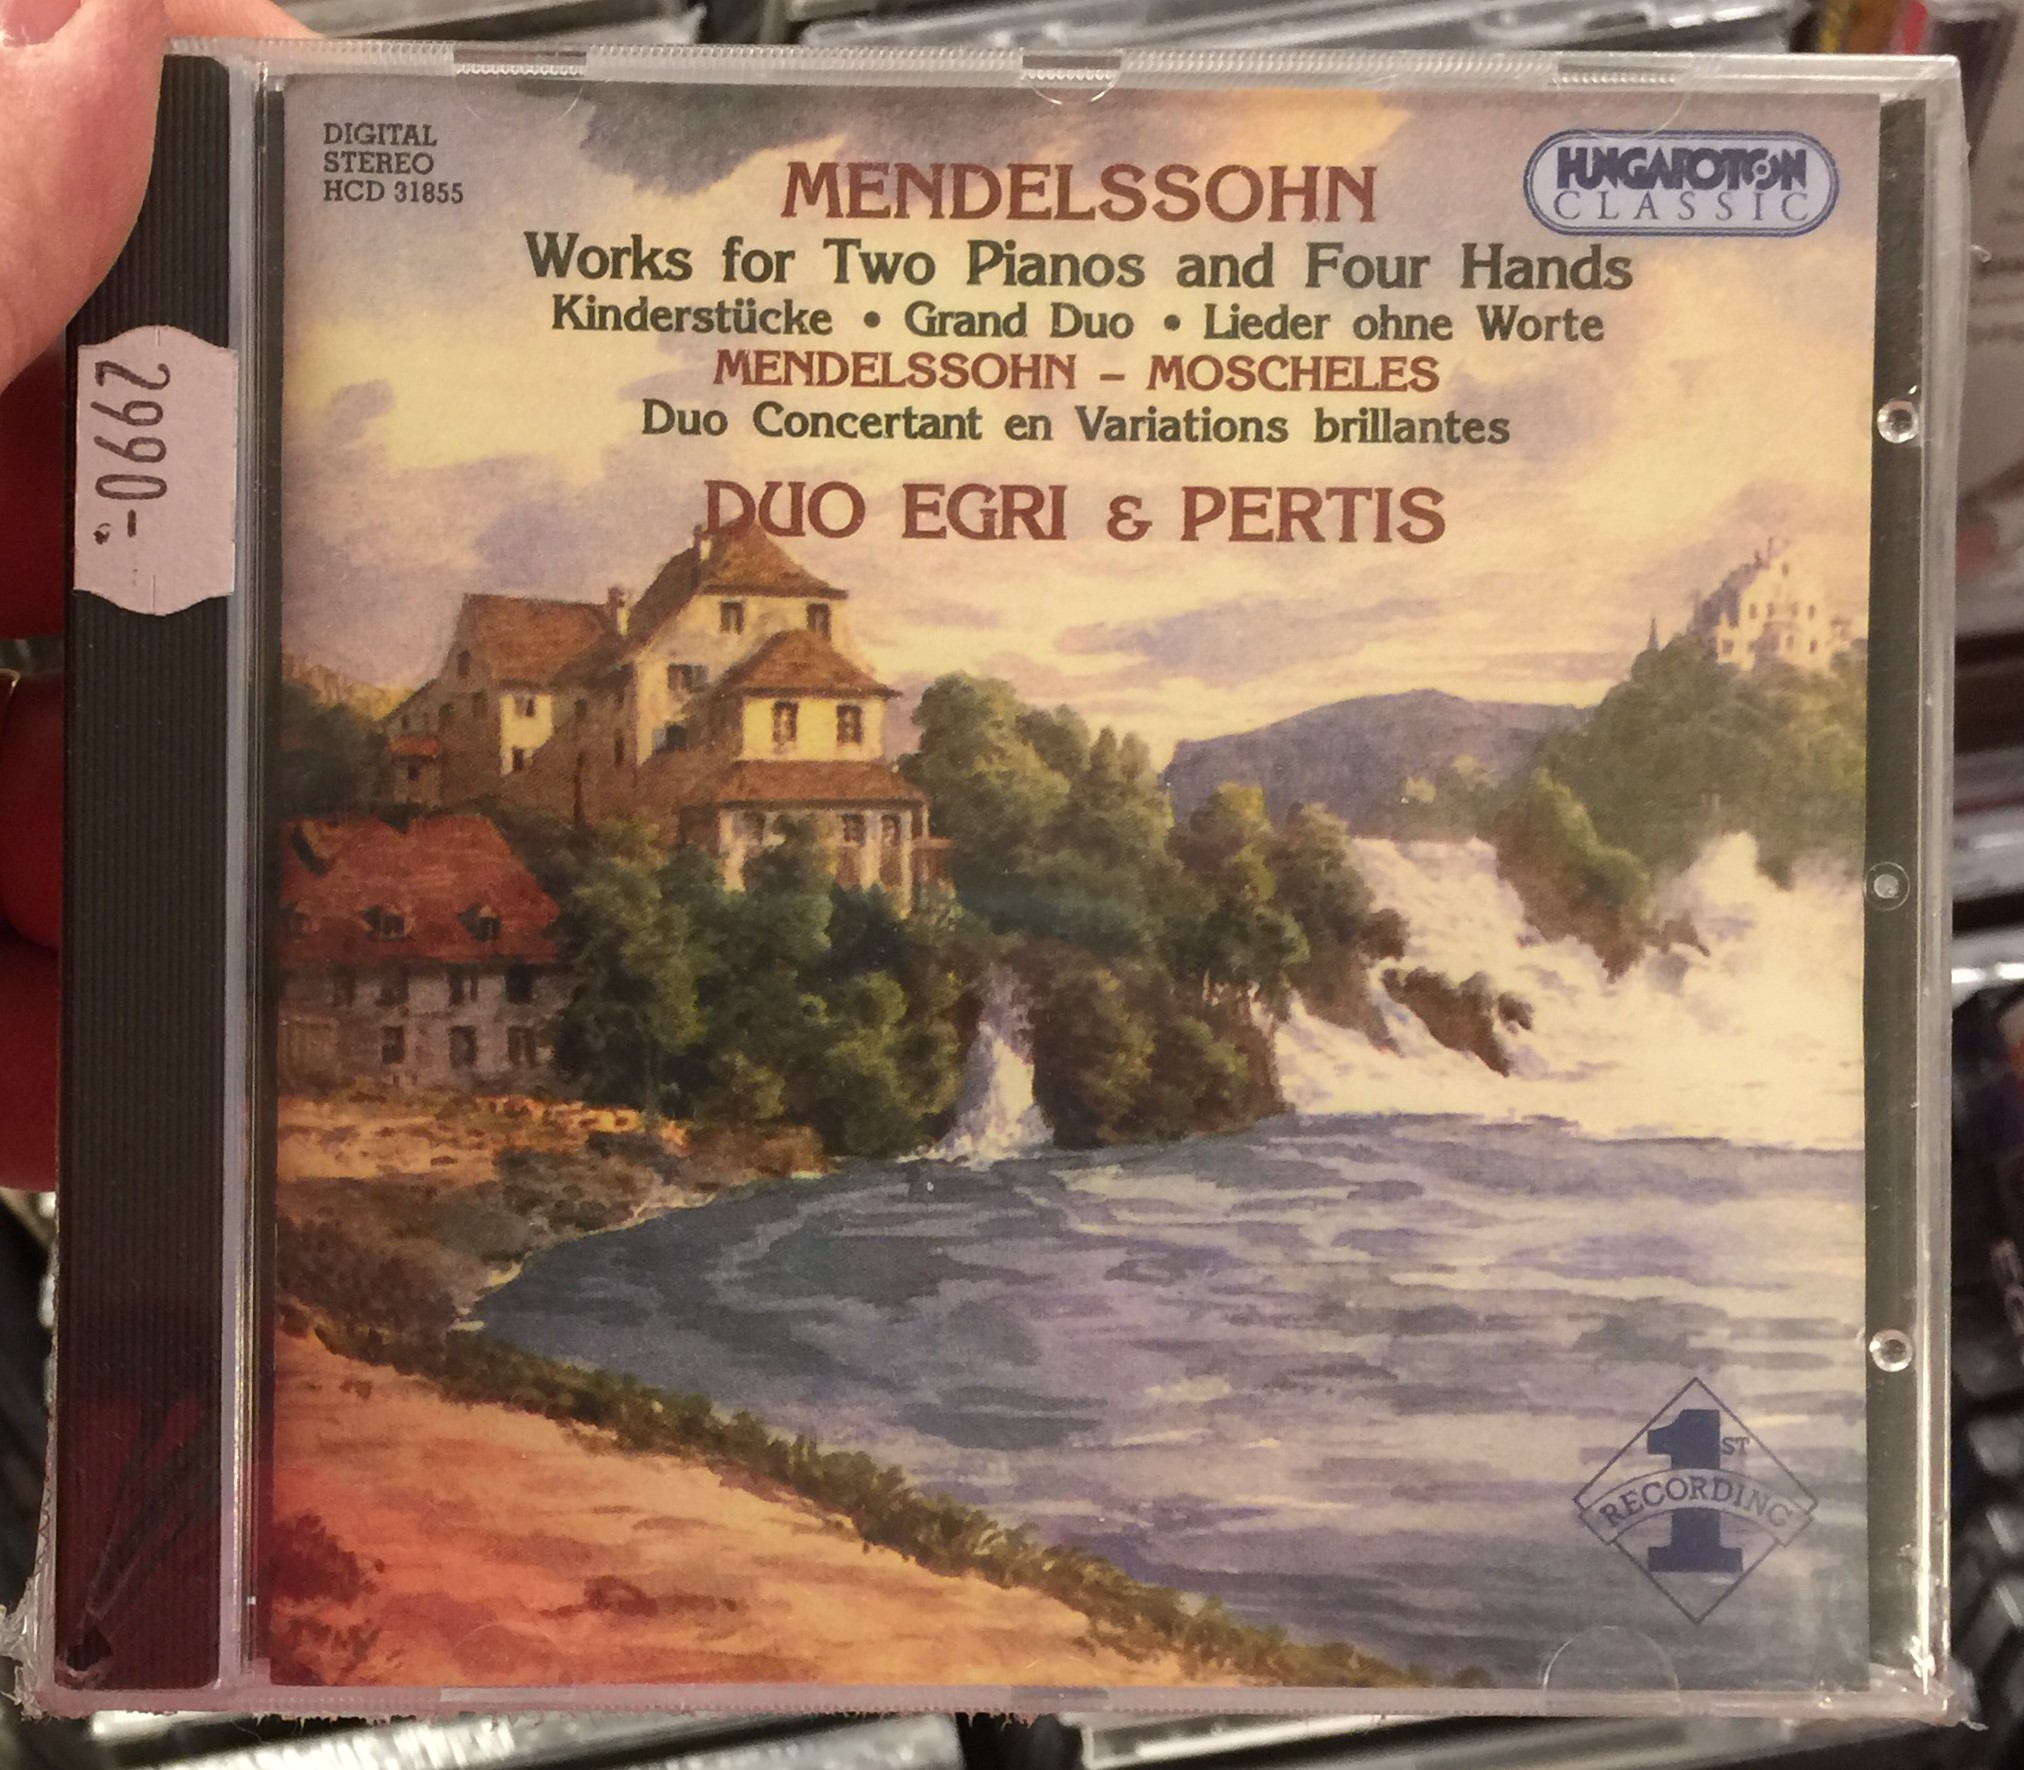 DIGITAL
STEREO
HCD 31855
MENDELSSOHN
HUNGAROTON
CLASSIC
Works for Two Pianos and Four Hands
Kinderstücke • Grand Duo • Lieder ohne Worte
MENDELSSOHN – MOSCHELES
Duo Concertant en Variations brillantes
DUO EGRI & PERTIS
2990-.
1ST
RECORDING